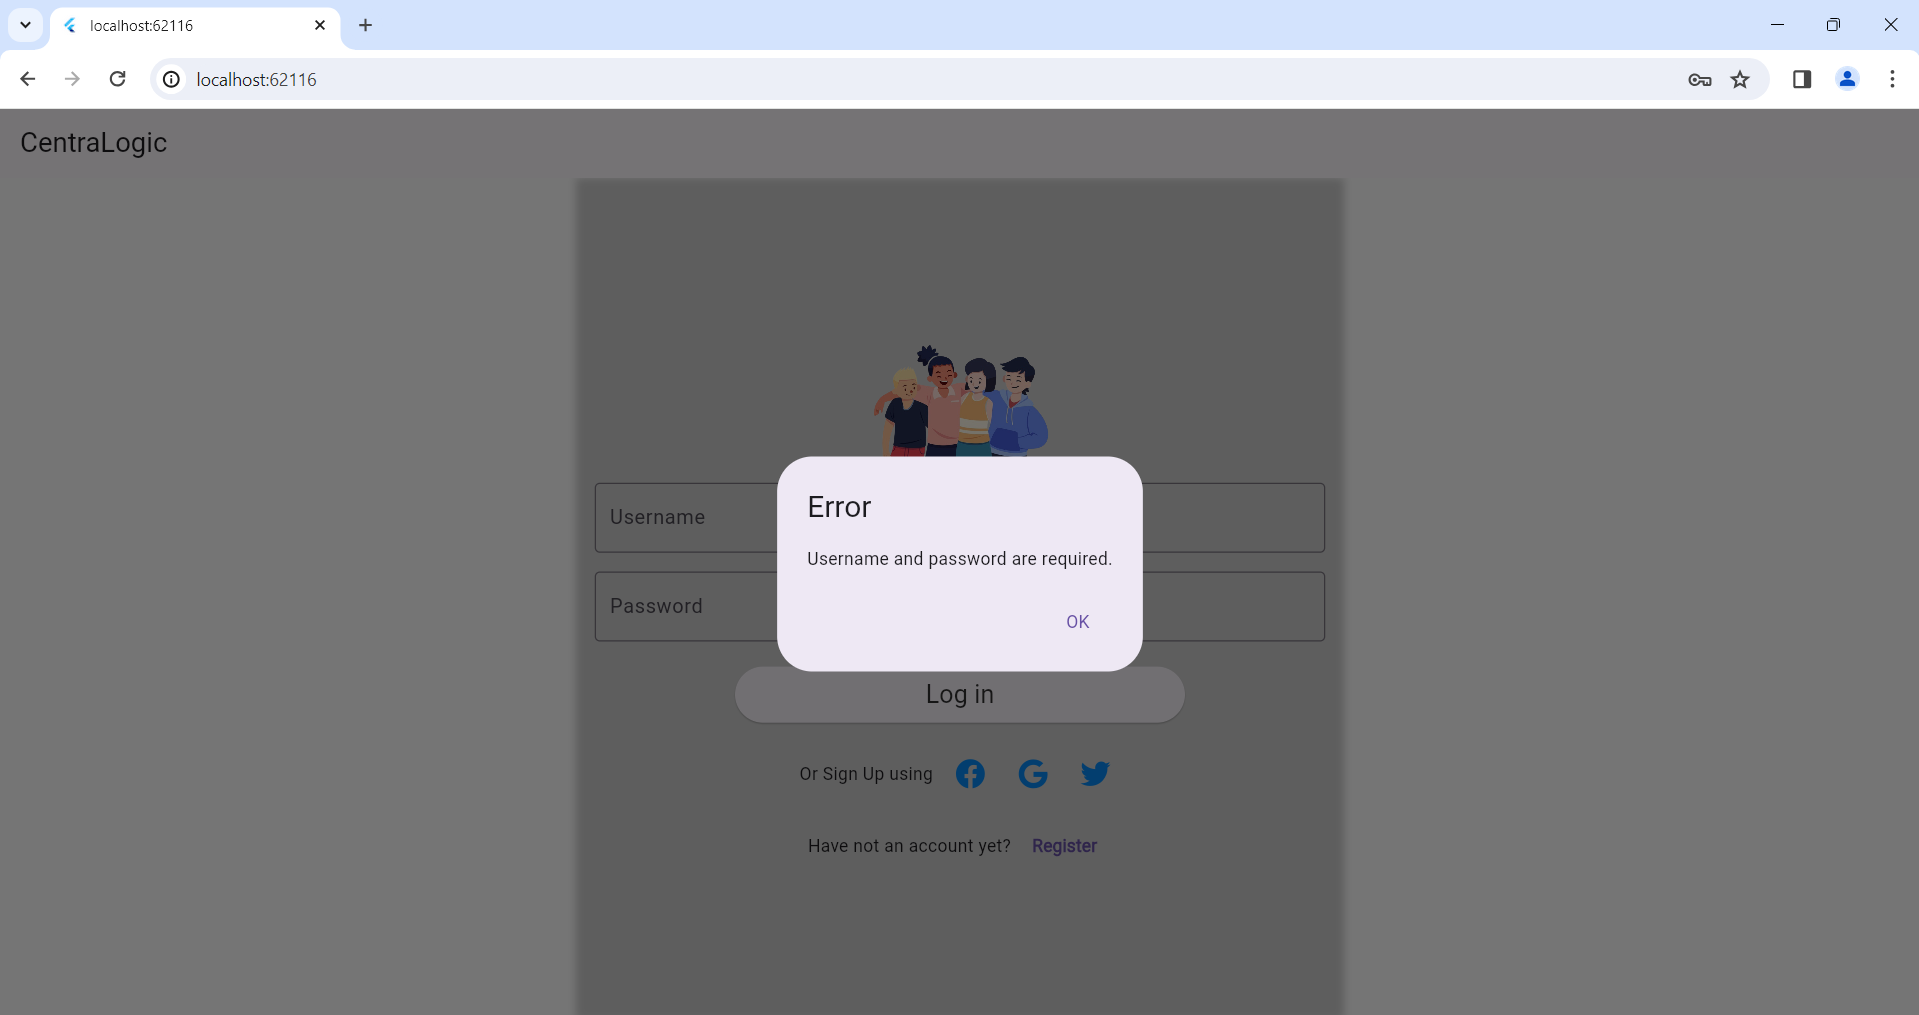 localhost:62116
localhost:62116
CentraLogic
Error
Username and password are required.
OK
Username
Password
Log in
Or Sign Up using
Have not an account yet? Register